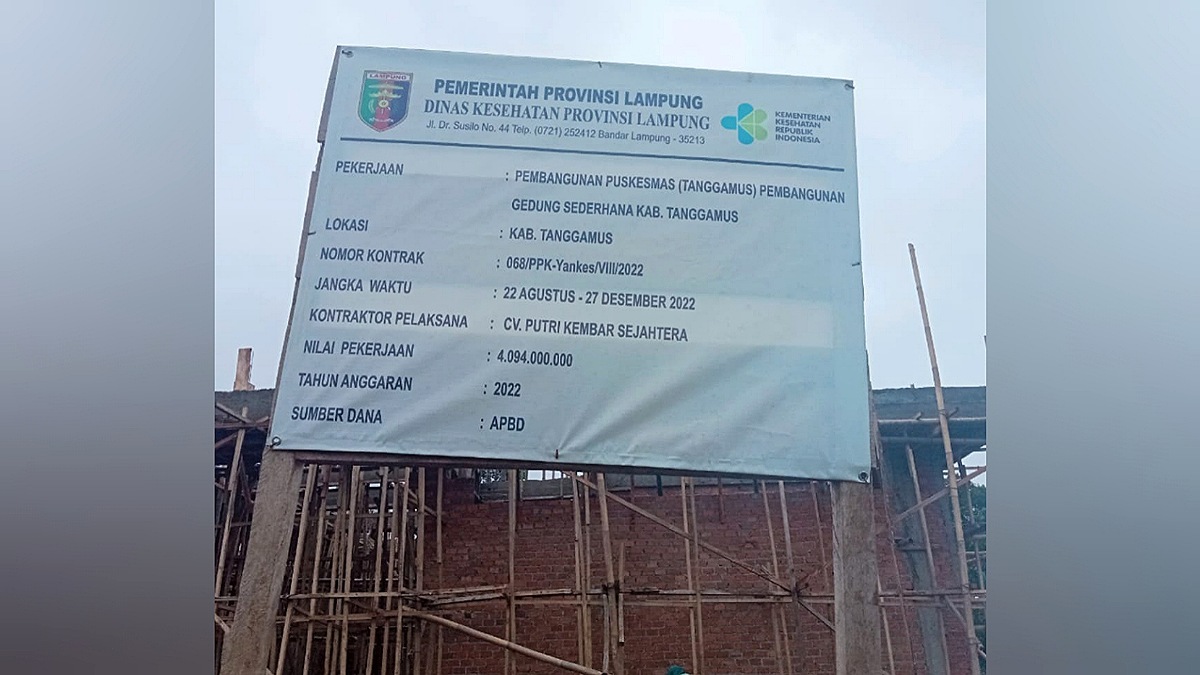 LAMPUNG
PEMERINTAH PROVINSI LAMPUNG
DINAS KESEHATAN PROVINSI LAMPUNG
Jl. Dr. Susilo No. 44 Telp. (0721) 252412 Bandar Lampung - 35213
KEMENTERIAN
KESEHATAN
REPUBLIK
INDONESIA
PEKERJAAN : PEMBANGUNAN PUSKESMAS (TANGGAMUS) PEMBANGUNAN
GEDUNG SEDERHANA KAB. TANGGAMUS
LOKASI : KAB. TANGGAMUS
NOMOR KONTRAK : 068/PPK-Yankes/VIII/2022
JANGKA WAKTU : 22 AGUSTUS - 27 DESEMBER 2022
KONTRAKTOR PELAKSANA : CV. PUTRI KEMBAR SEJAHTERA
NILAI PEKERJAAN : 4.094.000.000
TAHUN ANGGARAN : 2022
SUMBER DANA : APBD